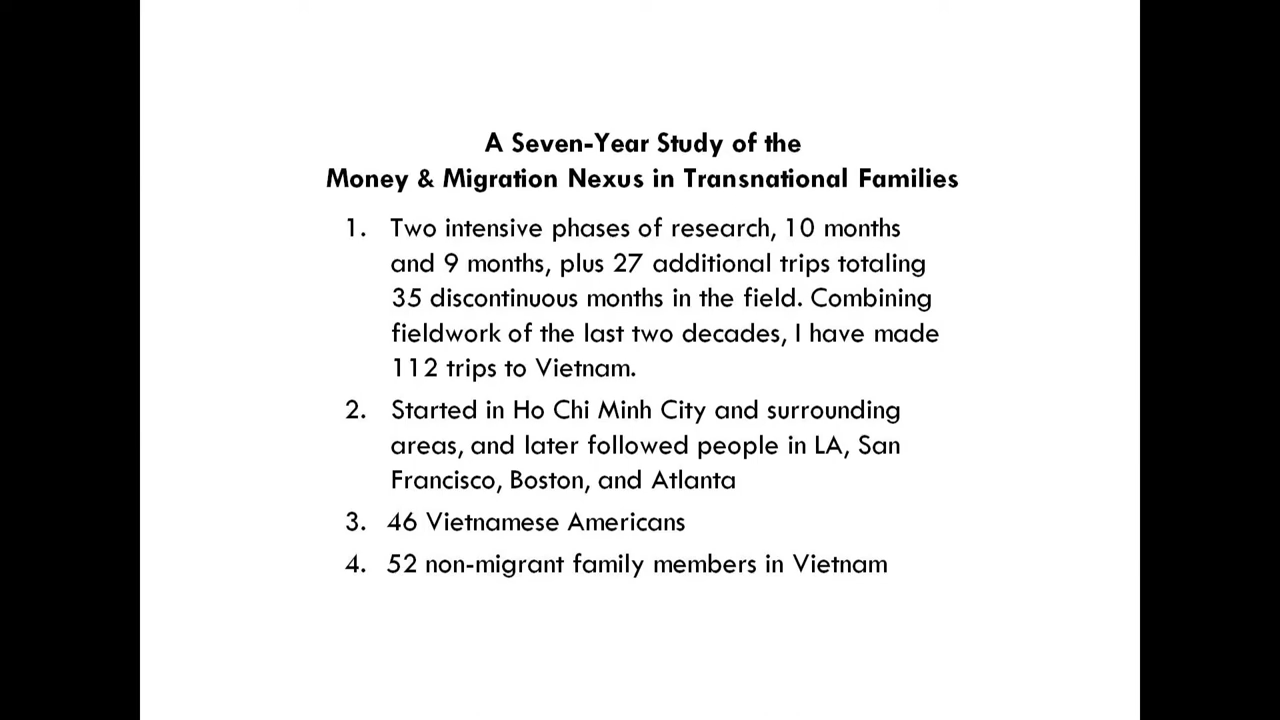 A Seven-Year Study of the
Money & Migration Nexus in Transnational Families
1. Two intensive phases of research, 10 months
and 9 months, plus 27 additional trips totaling
35 discontinuous months in the field. Combining
fieldwork of the last two decades, I have made
112 trips to Vietnam.
2. Started in Ho Chi Minh City and surrounding
areas, and later followed people in LA, San
Francisco, Boston, and Atlanta
3. 46 Vietnamese Americans
4. 52 non-migrant family members in Vietnam